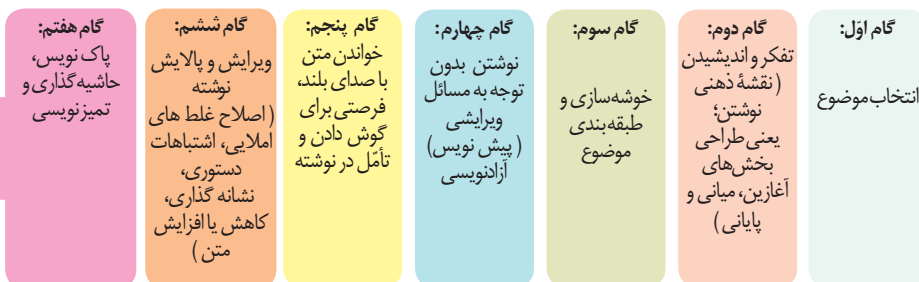 گام اوّل:
انتخاب موضوع
گام دوم:
تفکر و اندیشیدن
( نقشهٔ ذهنی
نوشتن؛
یعنی طراحی
بخش‌های
آغازین، میانی و
پایانی )
گام سوم:
خوشه‌سازی و
طبقه‌بندی
موضوع
گام چهارم:
نوشتن بدون
توجه به مسائل
ویرایشی
( پیش نویس)
آزادنویسی
گام پنجم:
خواندن متن
با صدای بلند،
فرصتی برای
گوش دادن و
تأمّل در نوشته
گام ششم:
ویرایش و پالایش
نوشته
( اصلاح غلط های
املایی، اشتباهات
دستوری،
نشانه گذاری،
کاهش یا افزایش
متن )
گام هفتم:
پاک نویس،
حاشیه‌گذاری و
تمیزنویسی